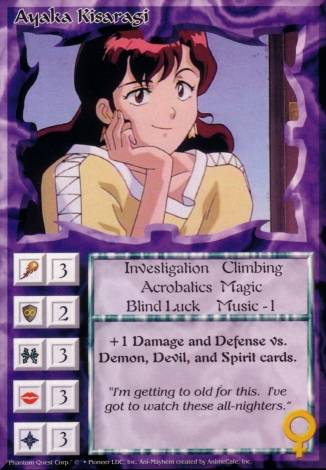 Ayaka Kisaragi
3
2
3
3
3
Investigation Climbing
Acrobatics Magic
Blind Luck Music -1
+1 Damage and Defense vs.
Demon, Devil, and Spirit cards.
"I'm getting to old for this. I've
got to watch these all-nighters."
Phantom Quest Corp.© • Pioneer LDC, Inc. Ani-Mayhem created by AnimeCafe, Inc.